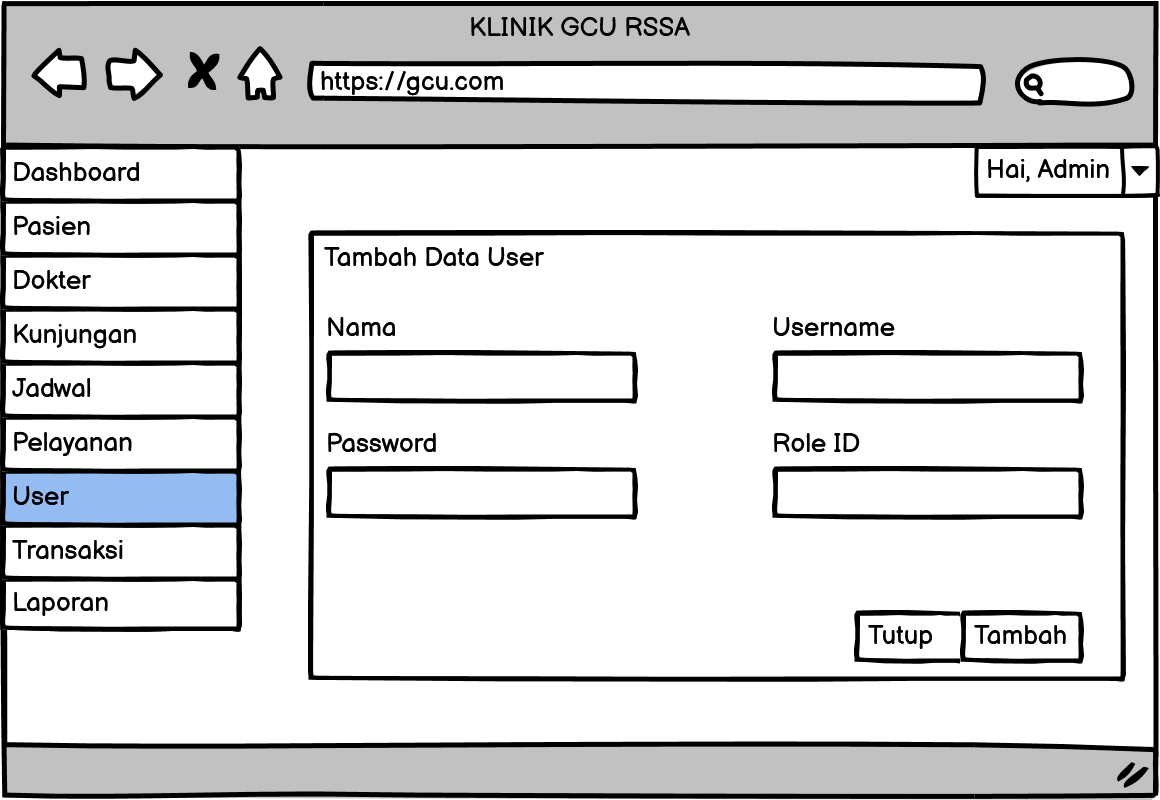 KLINIK GCU RSSA
https://gcu.com
Hai, Admin
Dashboard
Pasien
Dokter
Kunjungan
Jadwal
Pelayanan
User
Transaksi
Laporan
Tambah Data User
Nama
Username
Password
Role ID
Tutup
Tambah